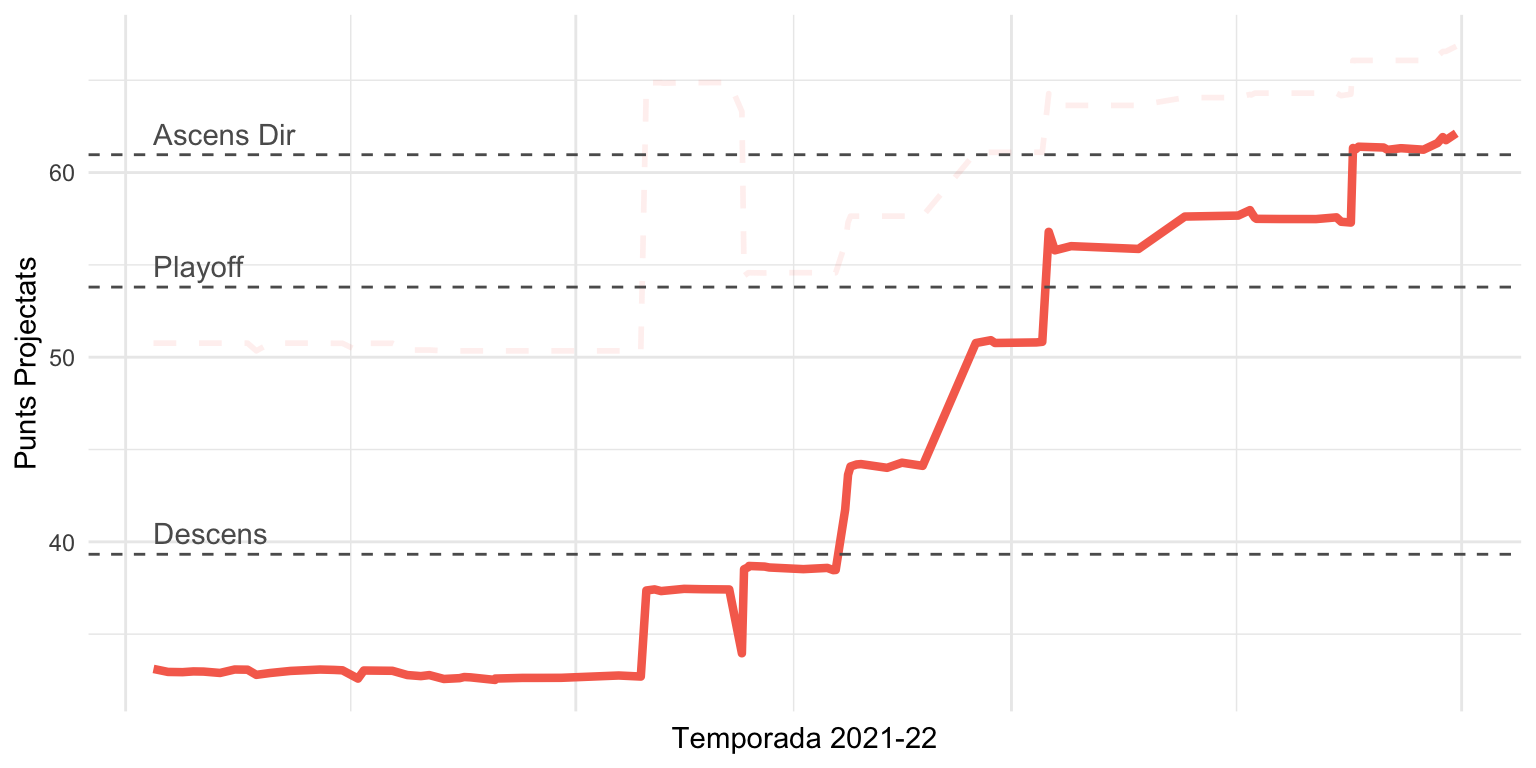 Ascens Dir
60
Playoff
50
Descens
40
Punts Projectats
Temporada 2021-22